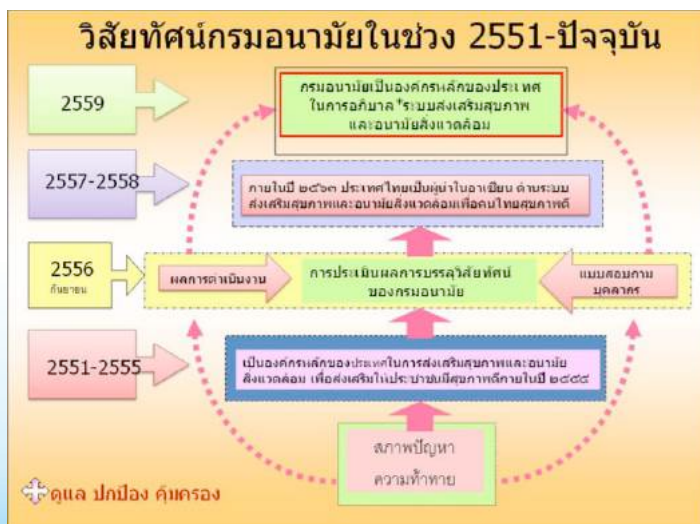 วิสัยทัศน์กรมอนามัยในช่วง 2551-ปัจจุบัน
2559
กรมอนามัยเป็นองค์กรหลักของประเทศ
ในการอภิบาล*ระบบส่งเสริมสุขภาพ
และอนามัยสิ่งแวดล้อม
2557-2558
ภายในปี ๒๕๖๓ ประเทศไทยเป็นผู้นำในอาเซียน ด้านระบบ
ส่งเสริมสุขภาพและอนามัยสิ่งแวดล้อมเพื่อคนไทยสุขภาพดี
2556
กันยายน
ผลการดำเนินงาน
การประเมินผลการบรรลุวิสัยทัศน์
ของกรมอนามัย
แบบสอบถาม
บุคลากร
2551-2555
เป็นองค์กรหลักของประเทศในการส่งเสริมสุขภาพและอนามัย
สิ่งแวดล้อม เพื่อส่งเสริมให้ประชาชนมีสุขภาพดีภายในปี ๒๕๕๕
สภาพปัญหา
ความท้าทาย
ดูแล ปกป้อง คุ้มครอง